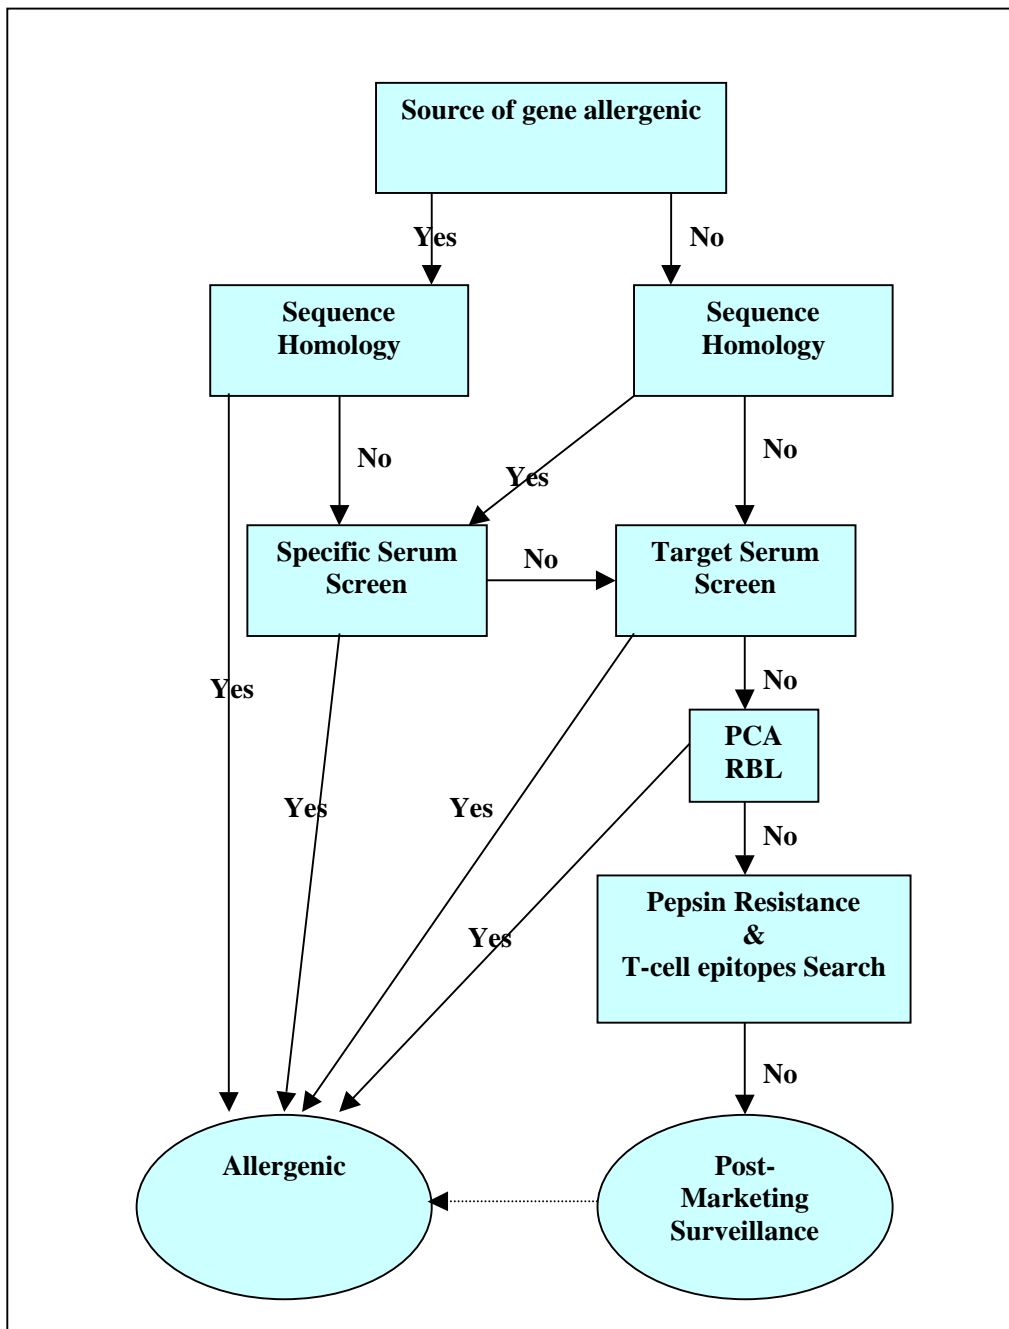 Source of gene allergenic
Yes
No
Sequence
Homology
Sequence
Homology
No
Yes
No
Specific Serum
Screen
No
Target Serum
Screen
Yes
No
PCA
RBL
Yes
Yes
No
Pepsin Resistance
&
T-cell epitopes Search
Yes
No
Allergenic
Post-
Marketing
Surveillance